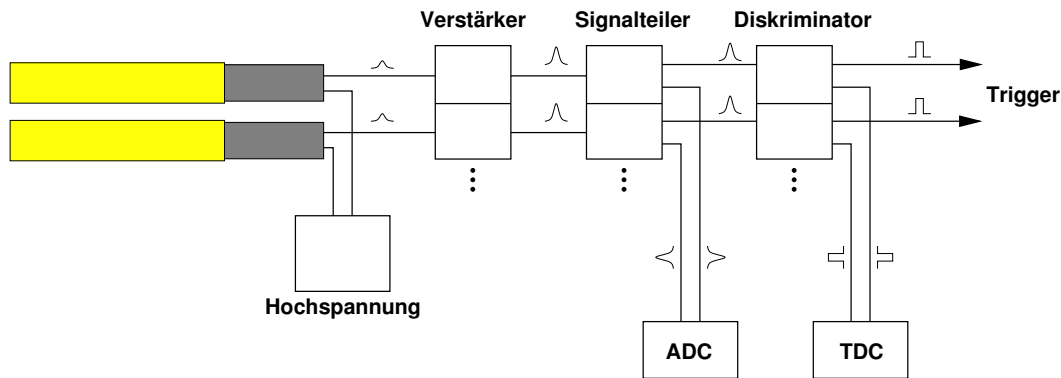 Verstärker
Signalteiler
Diskriminator
Trigger
Hochspannung
ADC
TDC